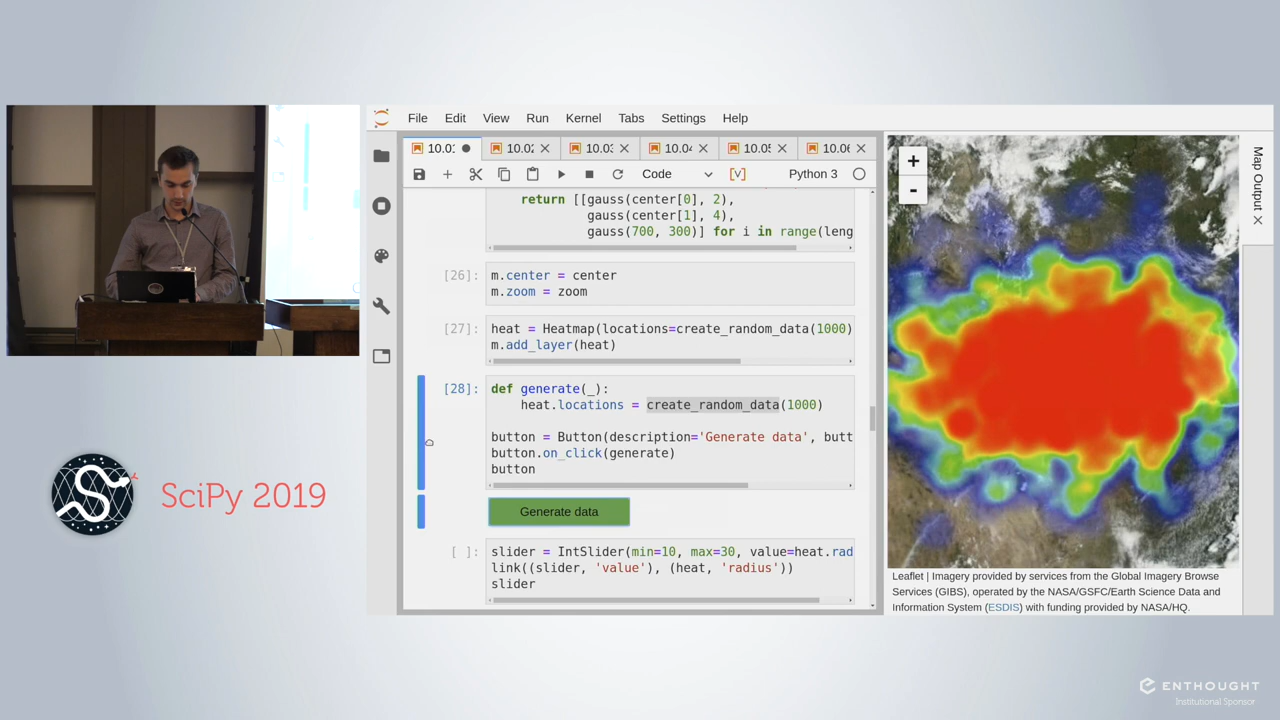 File Edit View Run Kernel Tabs Settings Help
10.0 10.02 10.03 10.04 10.05 10.06
Code
[V]
Python 3
return [[gauss(center[0], 2),
gauss(center[1], 4),
gauss(700, 300)] for i in range(leng
[26]:
m.center = center
m.zoom = zoom
[27]:
heat = Heatmap(locations=create_random_data(1000)
m.add_layer(heat)
[28]:
def generate(_):
heat.locations = create_random_data(1000)
button = Button(description='Generate data', butt
button.on_click(generate)
button
Generate data
[ ]:
slider = IntSlider(min=10, max=30, value=heat.rad
link((slider, 'value'), (heat, 'radius'))
slider
+
-
Map Output
Leaflet | Imagery provided by services from the Global Imagery Browse
Services (GIBS), operated by the NASA/GSFC/Earth Science Data and
Information System (ESDIS) with funding provided by NASA/HQ.
SciPy 2019
ENTHOUGHT
Institutional Sponsor